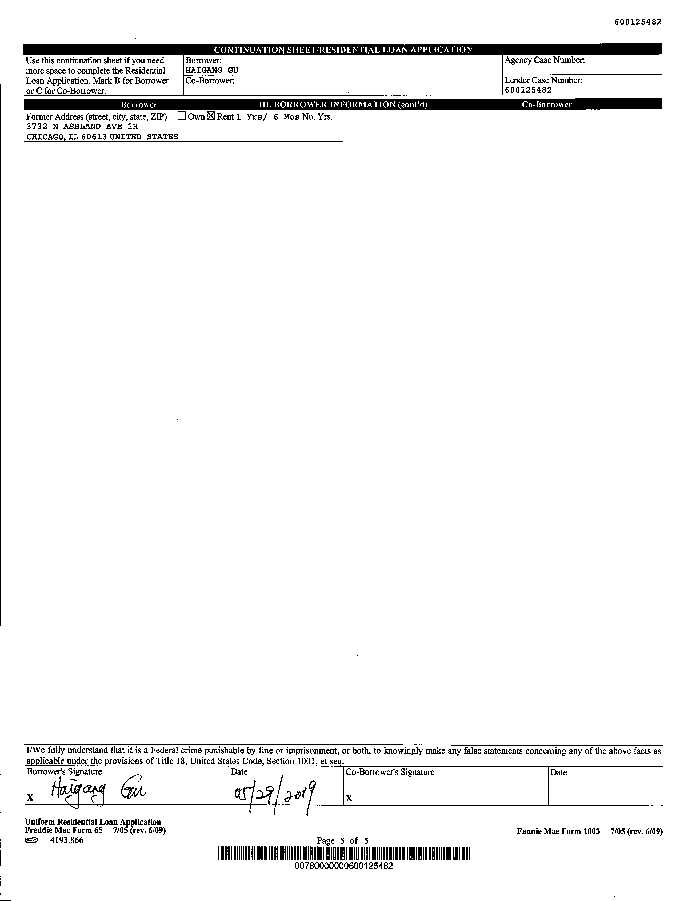 600125482
CONTINUATION SHEET/RESIDENTIAL LOAN APPLICATION
Use this continuation sheet if you need
more space to complete the Residential
Loan Application. Mark B for Borrower
or C for Co-Borrower.
Borrower:
HAIGANG GU
Co-Borrower:
Agency Case Number:
Lender Case Number:
600125482
Borrower III. BORROWER INFORMATION (cont'd) Co-Borrower
Former Address (street, city, state, ZIP) Own Rent 1 Yrs/ 6 Mos No. Yrs.
3732 N ASHLAND AVE
CHICAGO, IL 60613 UNITED STATES
I/We fully understand that it is a Federal crime punishable by fine or imprisonment, or both, to knowingly make any false statements concerning any of the above facts as
applicable under the provisions of Title 18, United States Code, Section 1001, et seq.
Borrower's Signature Date Co-Borrower's Signature Date
X Haigang Gu 05/29/2019 X
Uniform Residential Loan Application
Freddie Mac Form 65 7/05 (rev. 6/09) Fannie Mae Form 1003 7/05 (rev. 6/09)
4193.866 Page 5 of 5